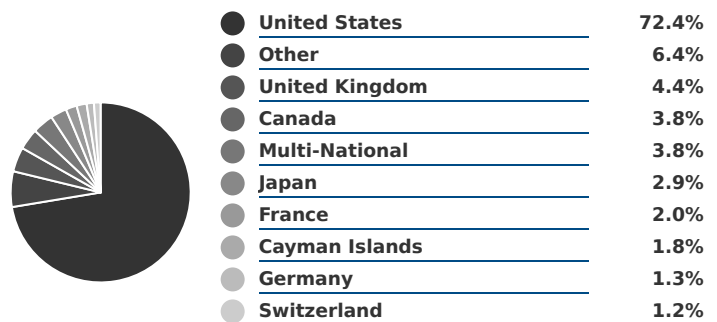 United States 72.4%
Other 6.4%
United Kingdom 4.4%
Canada 3.8%
Multi-National 3.8%
Japan 2.9%
France 2.0%
Cayman Islands 1.8%
Germany 1.3%
Switzerland 1.2%